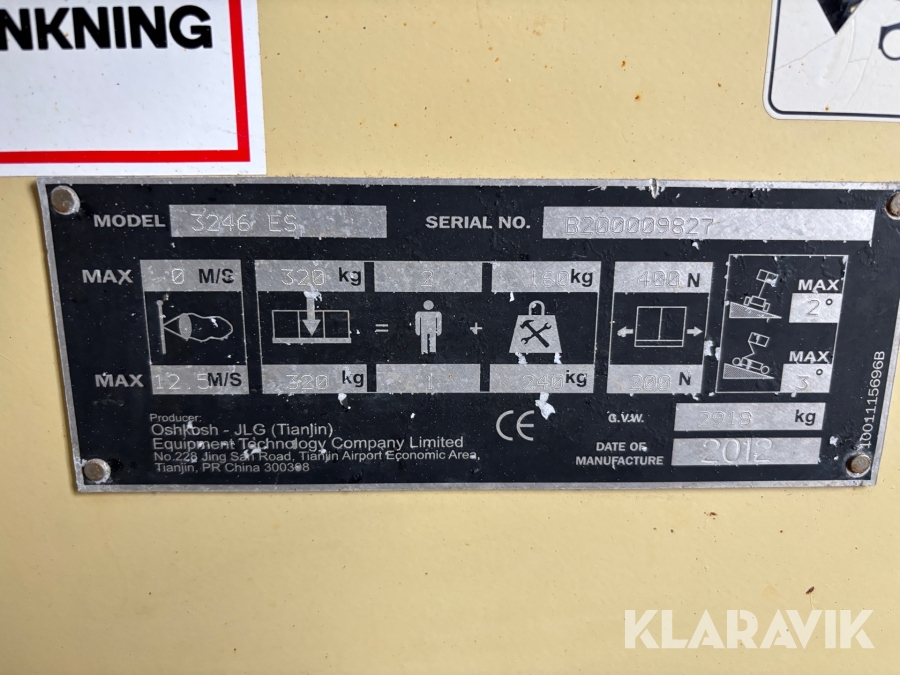 NKNING
MODEL 3246 ES SERIAL NO. B200009827
MAX 0 M/S 320 kg 160 kg 400 N
MAX 2°
= +
MAX 3°
MAX 12.5 M/S 320 kg 1 240 kg 200 N
Producer:
Oshkosh - JLG (Tianjin)
Equipment Technology Company Limited
No.228 Jing San Road, Tianjin Airport Economic Area,
Tianjin, PR China 300308
CE
G.V.W. kg
DATE OF
MANUFACTURE 2012
1001115696B
KLARAVIK